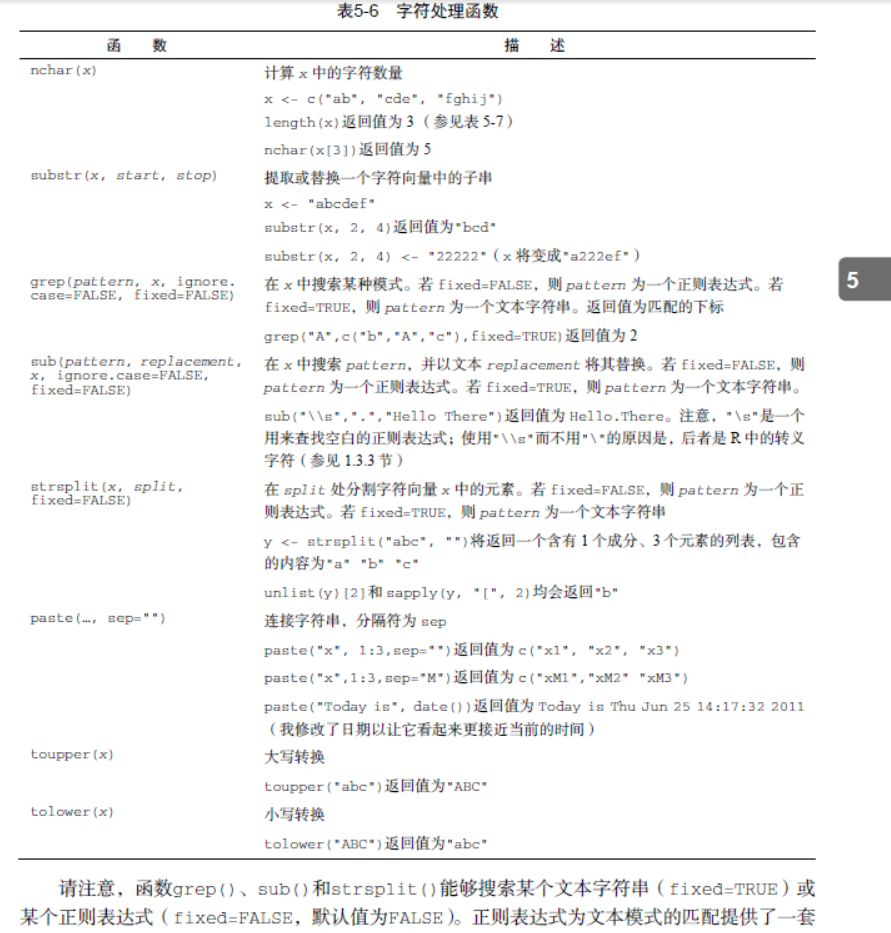 表5-6 字符处理函数
函 数 描 述
nchar(x) 计算 x 中的字符数量
x <- c("ab", "cde", "fghij")
length(x)返回值为 3（参见表 5-7）
nchar(x[3])返回值为 5
substr(x, start, stop) 提取或替换一个字符向量中的子串
x <- "abcdef"
substr(x, 2, 4)返回值为"bcd"
substr(x, 2, 4) <- "22222"（x 将变成"a222ef"）
5
grep(pattern, x, ignore. 在 x 中搜索某种模式。若 fixed=FALSE，则 pattern 为一个正则表达式。若
case=FALSE, fixed=FALSE) fixed=TRUE，则 pattern 为一个文本字符串。返回值为匹配的下标
grep("A",c("b","A","c"),fixed=TRUE)返回值为 2
sub(pattern, replacement, 在 x 中搜索 pattern，并以文本 replacement 将其替换。若 fixed=FALSE，则
x, ignore.case=FALSE, pattern 为一个正则表达式。若 fixed=TRUE，则 pattern 为一个文本字符串。
fixed=FALSE)
sub("\\s",".","Hello There")返回值为 Hello.There。注意，"\s"是一个
用来查找空白的正则表达式；使用"\\s"而不用"\"的原因是，后者是 R 中的转义
字符（参见 1.3.3 节）
strsplit(x, split, 在 split 处分割字符向量 x 中的元素。若 fixed=FALSE，则 pattern 为一个正
fixed=FALSE) 则表达式。若 fixed=TRUE，则 pattern 为一个文本字符串
y <- strsplit("abc", "")将返回一个含有 1 个成分、3 个元素的列表，包含
的内容为"a" "b" "c"
unlist(y)[2]和 sapply(y, "[", 2)均会返回"b"
paste(…, sep="") 连接字符串，分隔符为 sep
paste("x", 1:3,sep="")返回值为 c("x1", "x2", "x3")
paste("x",1:3,sep="M")返回值为 c("xM1","xM2" "xM3")
paste("Today is", date())返回值为 Today is Thu Jun 25 14:17:32 2011
（我修改了日期以让它看起来更接近当前的时间）
toupper(x) 大写转换
toupper("abc")返回值为"ABC"
tolower(x) 小写转换
tolower("ABC")返回值为"abc"
请注意，函数grep()、sub()和strsplit()能够搜索某个文本字符串（fixed=TRUE）或
某个正则表达式（fixed=FALSE，默认值为FALSE）。正则表达式为文本模式的匹配提供了一套